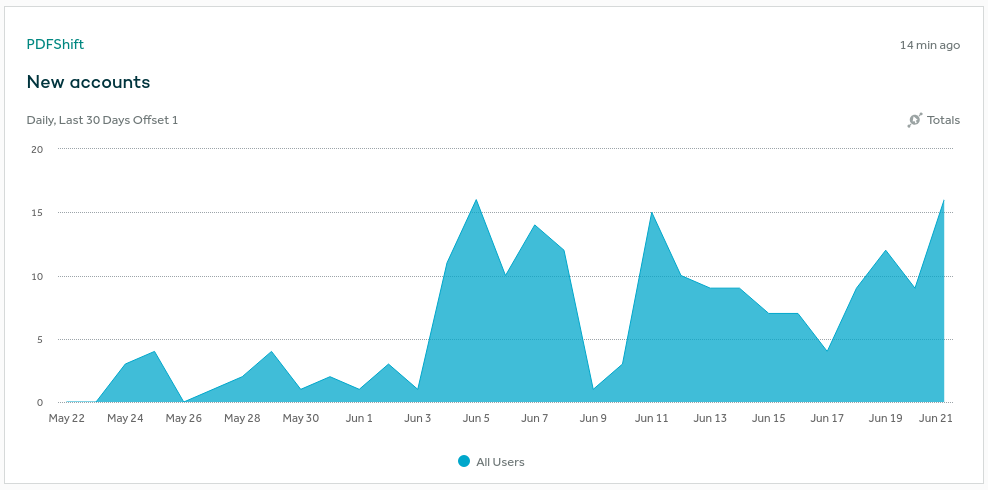 PDFShift
14 min ago
New accounts
Daily, Last 30 Days Offset 1
Totals
20
15
10
5
0
May 22 May 24 May 26 May 28 May 30 Jun 1 Jun 3 Jun 5 Jun 7 Jun 9 Jun 11 Jun 13 Jun 15 Jun 17 Jun 19 Jun 21
All Users